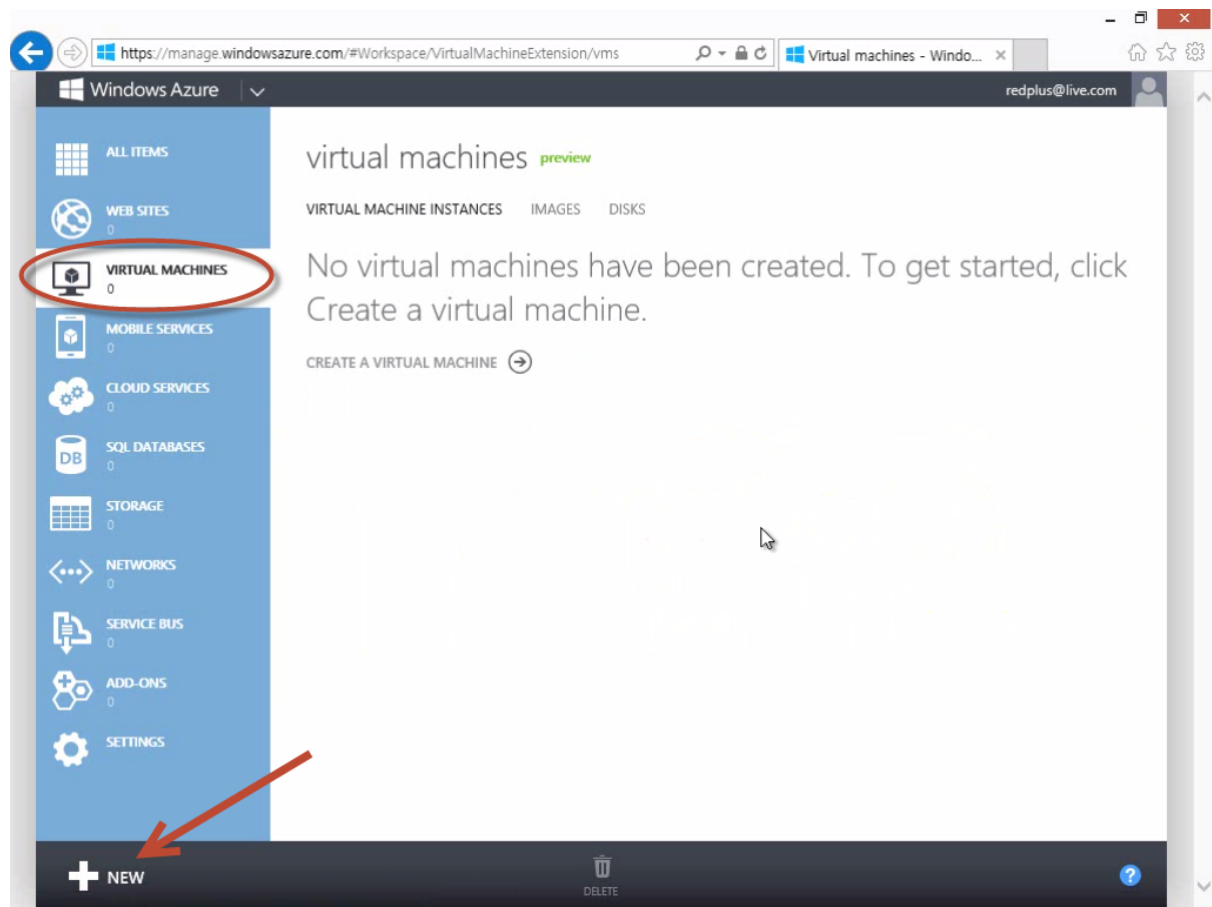 https://manage.windowsazure.com/#Workspace/VirtualMachineExtension/vms
Virtual machines - Windo...
Windows Azure
redplus@live.com
ALL ITEMS
WEB SITES
0
VIRTUAL MACHINES
0
MOBILE SERVICES
0
CLOUD SERVICES
0
SQL DATABASES
0
DB
STORAGE
0
NETWORKS
0
SERVICE BUS
0
ADD-ONS
0
SETTINGS
virtual machines preview
VIRTUAL MACHINE INSTANCES IMAGES DISKS
No virtual machines have been created. To get started, click
Create a virtual machine.
CREATE A VIRTUAL MACHINE
NEW
DELETE
?